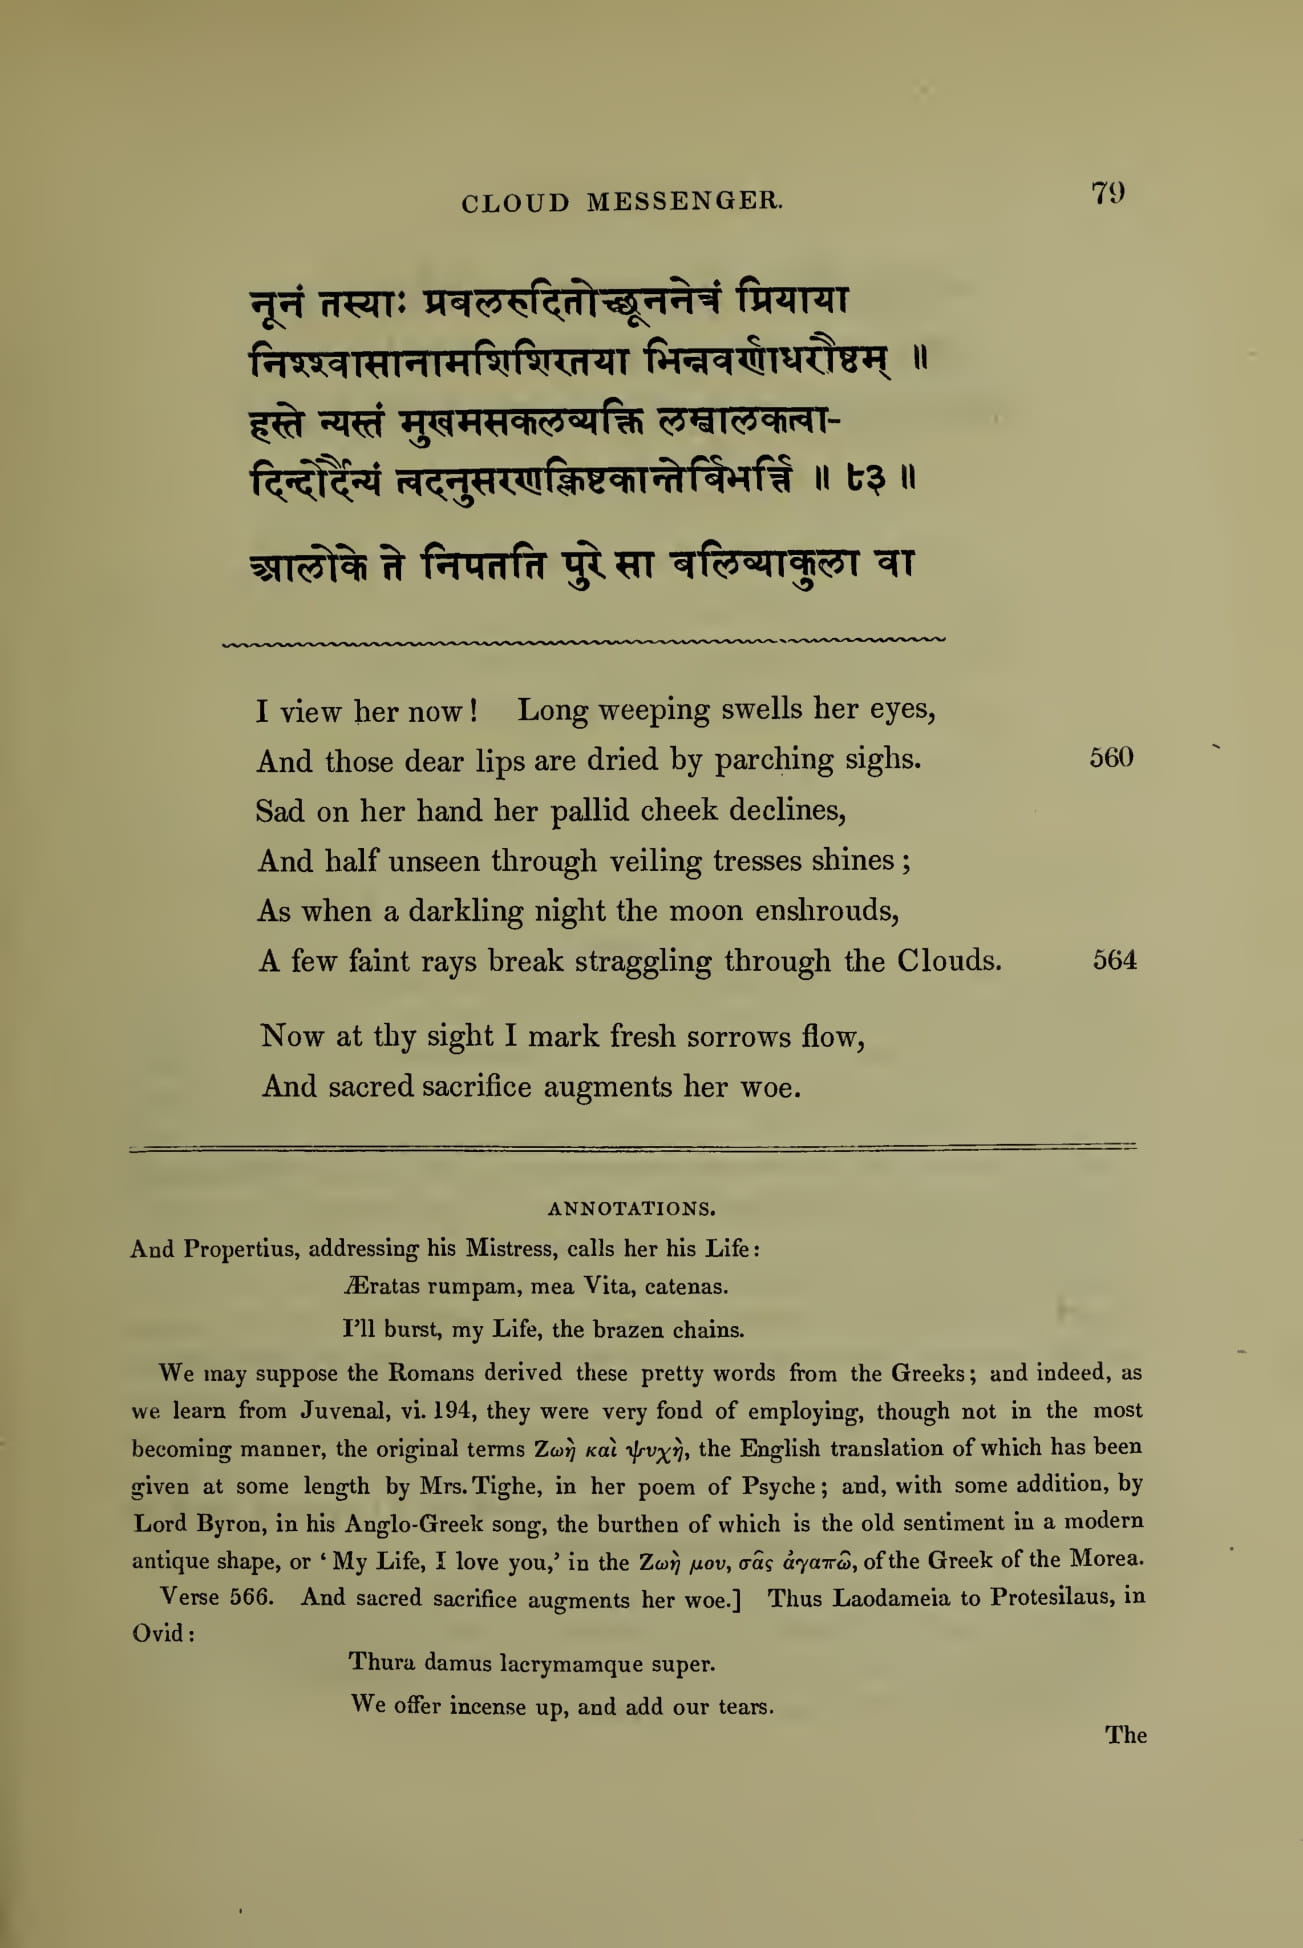 CLOUD MESSENGER. 79
नूनं तस्याः प्रबलरुदितोच्छूननेत्रं प्रियाया
निश्श्वासानामशिशिरतया भिन्नवर्णाधरौष्ठम् ॥
हस्ते न्यस्तं मुखमसकलव्यक्ति लम्बालकत्वा-
दिन्दोर्दैन्यं त्वदनुसरणक्लिष्टकान्तेर्बिभर्त्ति ॥ ८३ ॥
आलोके ते निपतति पुरे सा बलिव्याकुला वा
I view her now! Long weeping swells her eyes,
And those dear lips are dried by parching sighs. 560
Sad on her hand her pallid cheek declines,
And half unseen through veiling tresses shines;
As when a darkling night the moon enshrouds,
A few faint rays break straggling through the Clouds. 564
Now at thy sight I mark fresh sorrows flow,
And sacred sacrifice augments her woe.
ANNOTATIONS.
And Propertius, addressing his Mistress, calls her his Life:
Æratas rumpam, mea Vita, catenas.
I'll burst, my Life, the brazen chains.
We may suppose the Romans derived these pretty words from the Greeks; and indeed, as
we learn from Juvenal, vi. 194, they were very fond of employing, though not in the most
becoming manner, the original terms Ζωὴ καὶ ψυχὴ, the English translation of which has been
given at some length by Mrs. Tighe, in her poem of Psyche; and, with some addition, by
Lord Byron, in his Anglo-Greek song, the burthen of which is the old sentiment in a modern
antique shape, or ‘My Life, I love you,’ in the Ζωὴ μου, σᾶς ἀγαπῶ, of the Greek of the Morea.
Verse 566. And sacred sacrifice augments her woe.] Thus Laodameia to Protesilaus, in
Ovid:
Thura damus lacrymamque super.
We offer incense up, and add our tears.
The